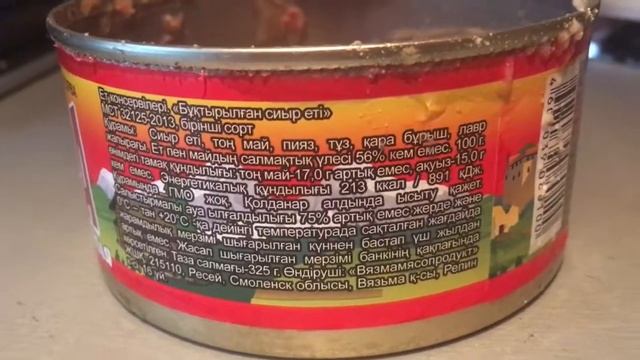 Ет консервілері. «Бұқтырылған сиыр еті»
МСТ 32125-2013, бірінші сорт
Құрамы: Сиыр еті, тоң май, пияз, тұз, қара бұрыш, лавр
жапырағы. Ет пен майдың салмақтық үлесі 56% кем емес. 100 г.
өнімдегі тамақ құндылығы: тоң май-17,0 г артық емес, ақуыз-15,0 г
кем емес. Энергетикалық құндылығы 213 ккал / 891 кДж.
Құрамында ГМО жоқ. Қолданар алдында ысыту қажет.
Салыстырмалы ауа ылғалдылығы 75% артық емес жерде және
0°С-тан +20°С -қа дейінгі температурада сақталған жағдайда
жарамдылық мерзімі шығарылған күннен бастап үш жылдан
артық емес. Жасап шығарылған мерзімі банкінің қақпағында
көрсетілген. Таза салмағы-325 г. Өндіруші: «Вязмамясопродукт»
ЖШҚ, 215110, Ресей, Смоленск облысы, Вязьма қ-сы, Репин
16 үй